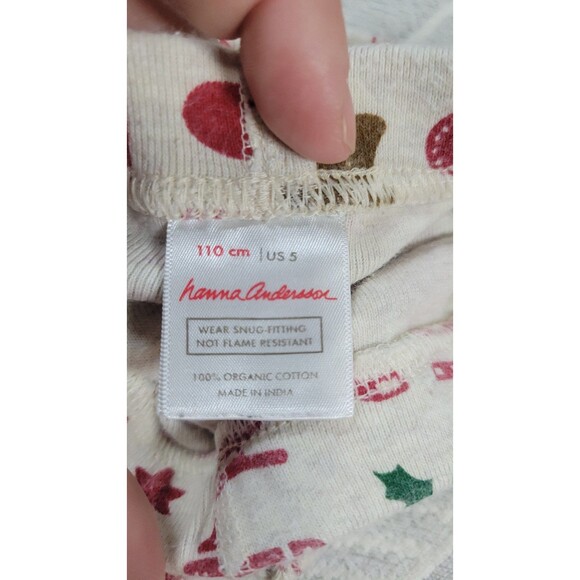 110 cm | US 5
hanna andersson
WEAR SNUG-FITTING
NOT FLAME RESISTANT
100% ORGANIC COTTON
MADE IN INDIA